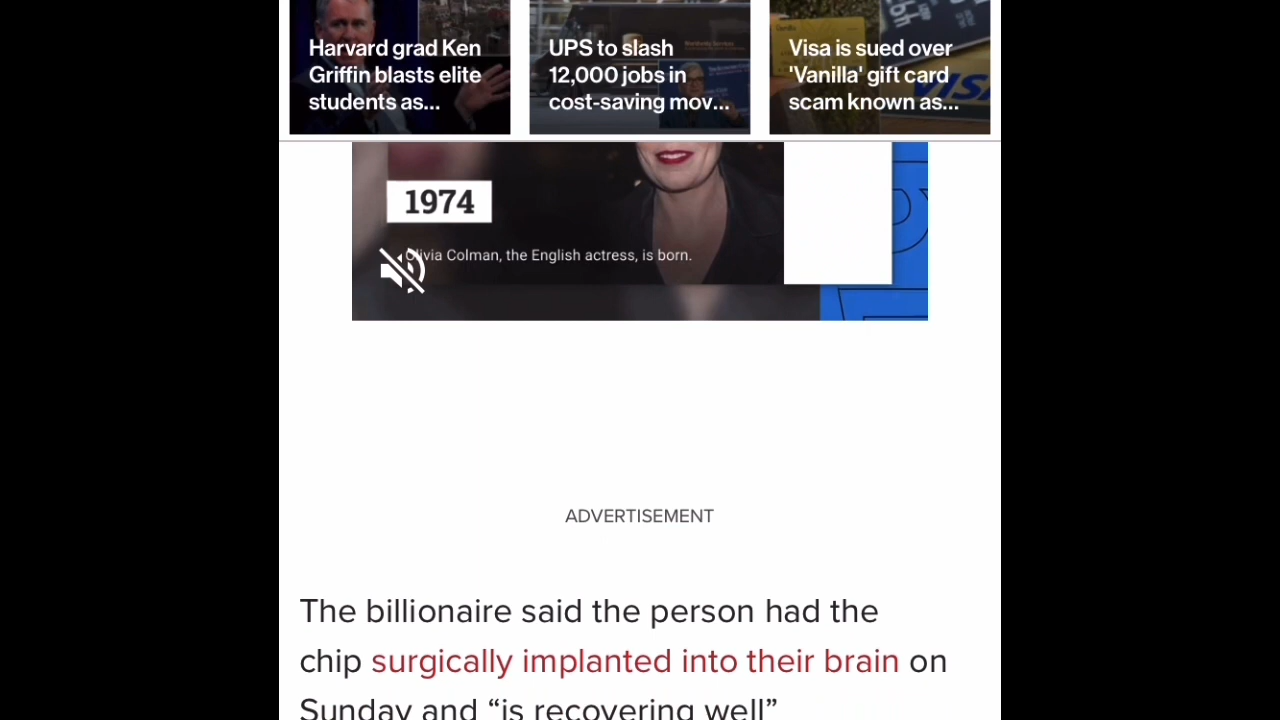 Harvard grad Ken
Griffin blasts elite
students as...
UPS to slash
12,000 jobs in
cost-saving mov...
Visa is sued over
'Vanilla' gift card
scam known as...
VISA
1974
Olivia Colman, the English actress, is born.
ADVERTISEMENT
The billionaire said the person had the
chip surgically implanted into their brain on
Sunday and “is recovering well”